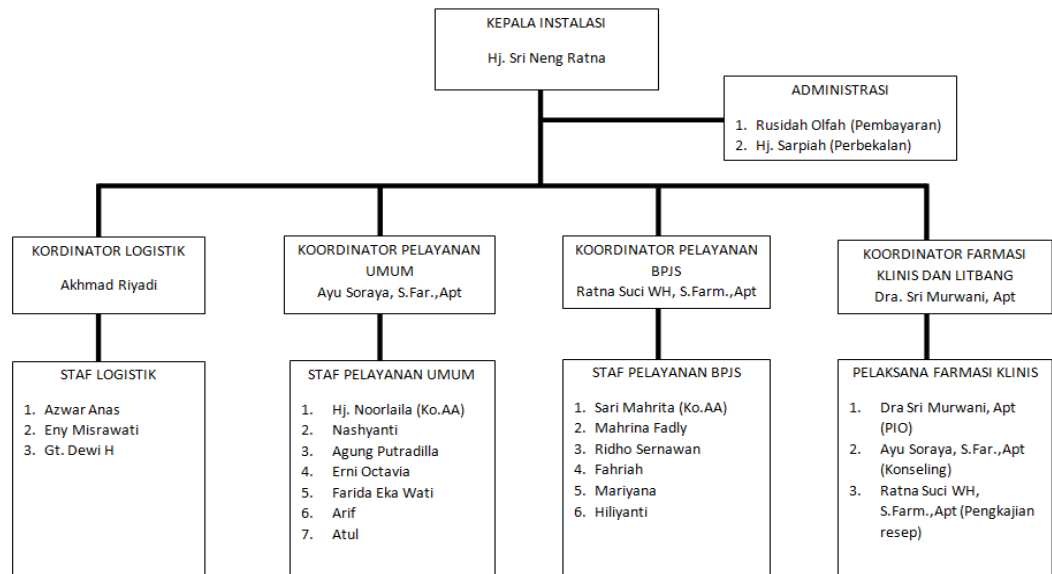 KEPALA INSTALASI
Hj. Sri Neng Ratna
ADMINISTRASI
1. Rusidah Olfah (Pembayaran)
2. Hj. Sarpiah (Perbekalan)
KORDINATOR LOGISTIK
Akhmad Riyadi
KOORDINATOR PELAYANAN
UMUM
Ayu Soraya, S.Far.,Apt
KOORDINATOR PELAYANAN
BPJS
Ratna Suci WH, S.Farm.,Apt
KOORDINATOR FARMASI
KLINIS DAN LITBANG
Dra. Sri Murwani, Apt
STAF LOGISTIK
1. Azwar Anas
2. Eny Misrawati
3. Gt. Dewi H
STAF PELAYANAN UMUM
1. Hj. Noorlaila (Ko.AA)
2. Nashyanti
3. Agung Putradilla
4. Erni Octavia
5. Farida Eka Wati
6. Arif
7. Atul
STAF PELAYANAN BPJS
1. Sari Mahrita (Ko.AA)
2. Mahrina Fadly
3. Ridho Sernawan
4. Fahriah
5. Mariyana
6. Hiliyanti
PELAKSANA FARMASI KLINIS
1. Dra Sri Murwani, Apt
(PIO)
2. Ayu Soraya, S.Far.,Apt
(Konseling)
3. Ratna Suci WH,
S.Farm.,Apt (Pengkajian
resep)